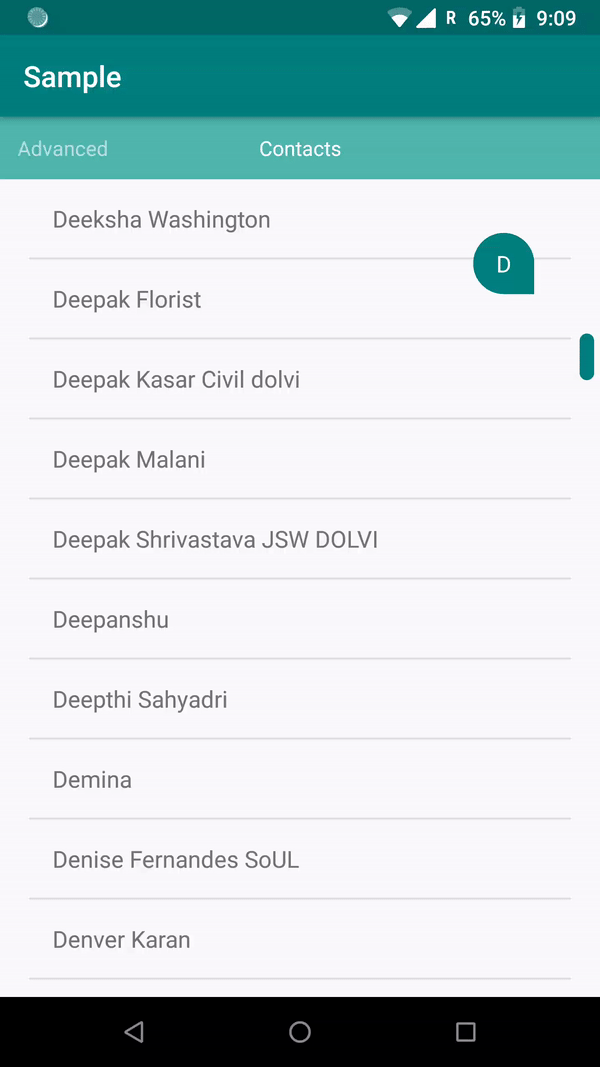 R 65% 9:09
Sample
Advanced Contacts
Deeksha Washington
D
Deepak Florist
Deepak Kasar Civil dolvi
Deepak Malani
Deepak Shrivastava JSW DOLVI
Deepanshu
Deepthi Sahyadri
Demina
Denise Fernandes SoUL
Denver Karan